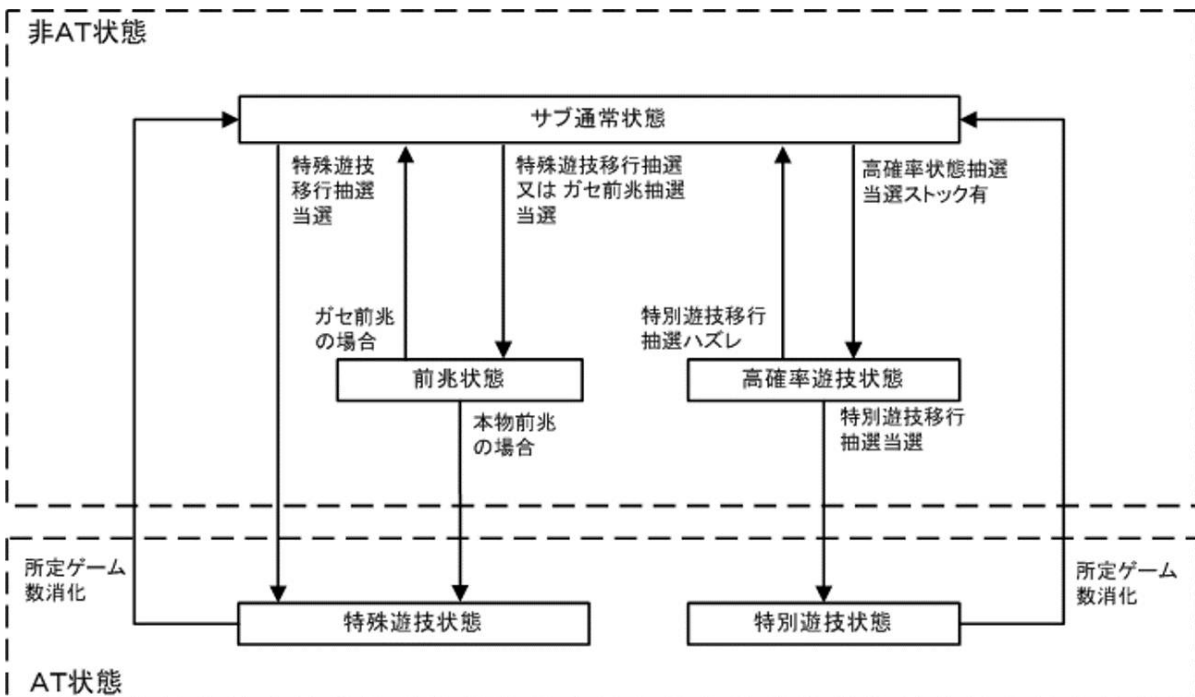 非AT状態
サブ通常状態
特殊遊技
移行抽選
当選
特殊遊技移行抽選
又は ガセ前兆抽選
当選
高確率状態抽選
当選ストック有
ガセ前兆
の場合
特別遊技移行
抽選ハズレ
前兆状態
高確率遊技状態
本物前兆
の場合
特別遊技移行
抽選当選
所定ゲーム
数消化
所定ゲーム
数消化
特殊遊技状態
特別遊技状態
AT状態